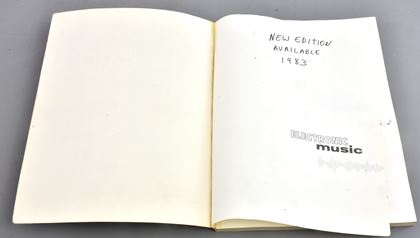 NEW EDITION
AVAILABLE
1983
ELECTRONIC
music